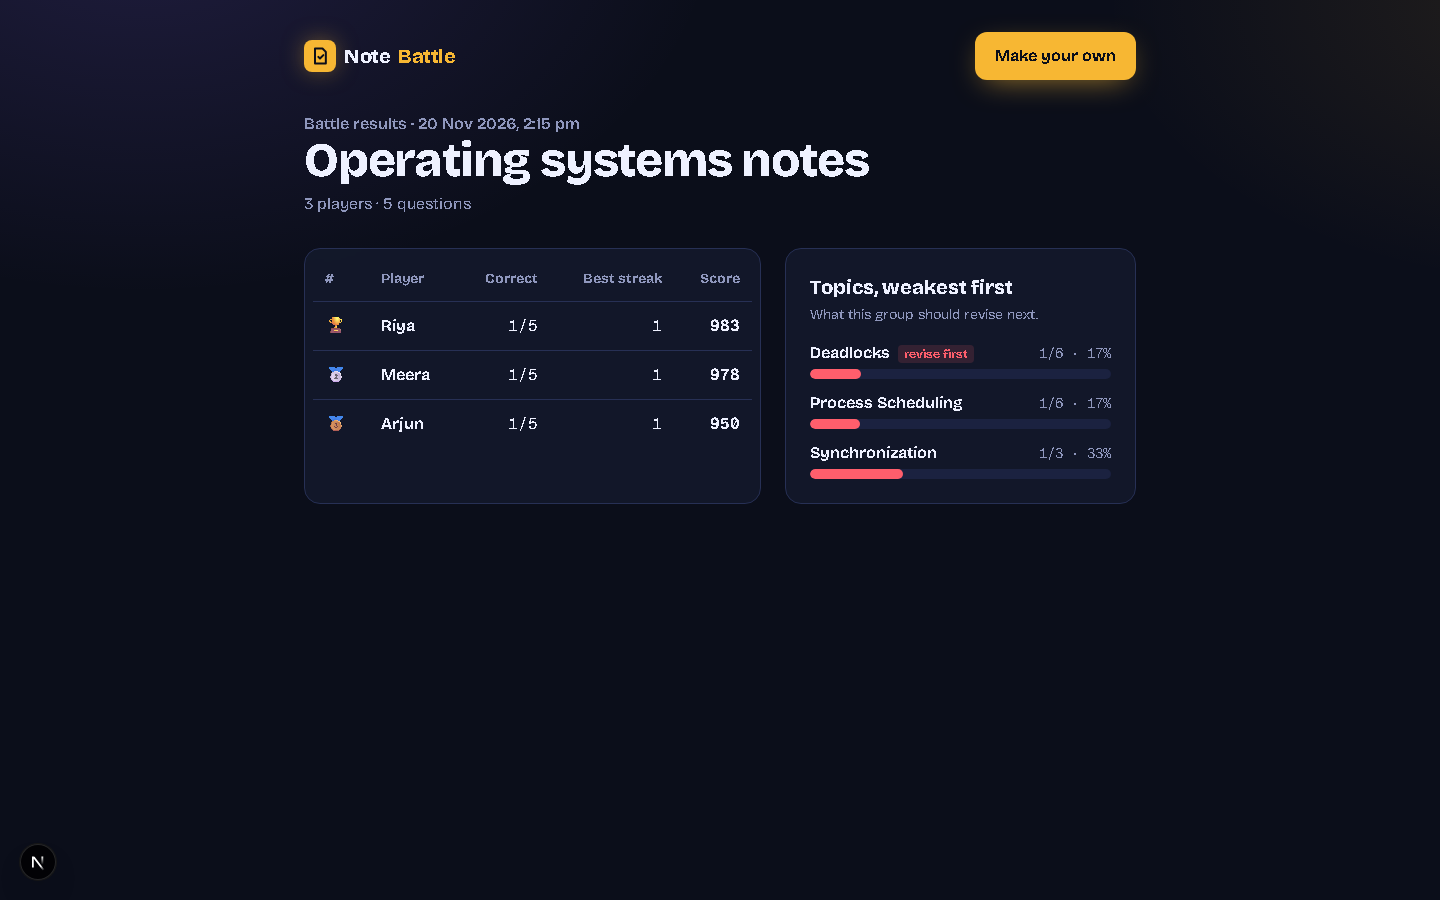 Note Battle
Make your own
Battle results · 20 Nov 2026, 2:15 pm
Operating systems notes
3 players · 5 questions
# Player Correct Best streak Score
Riya 1/5 1 983
Meera 1/5 1 978
Arjun 1/5 1 950
Topics, weakest first
What this group should revise next.
Deadlocks revise first 1/6 · 17%
Process Scheduling 1/6 · 17%
Synchronization 1/3 · 33%
N